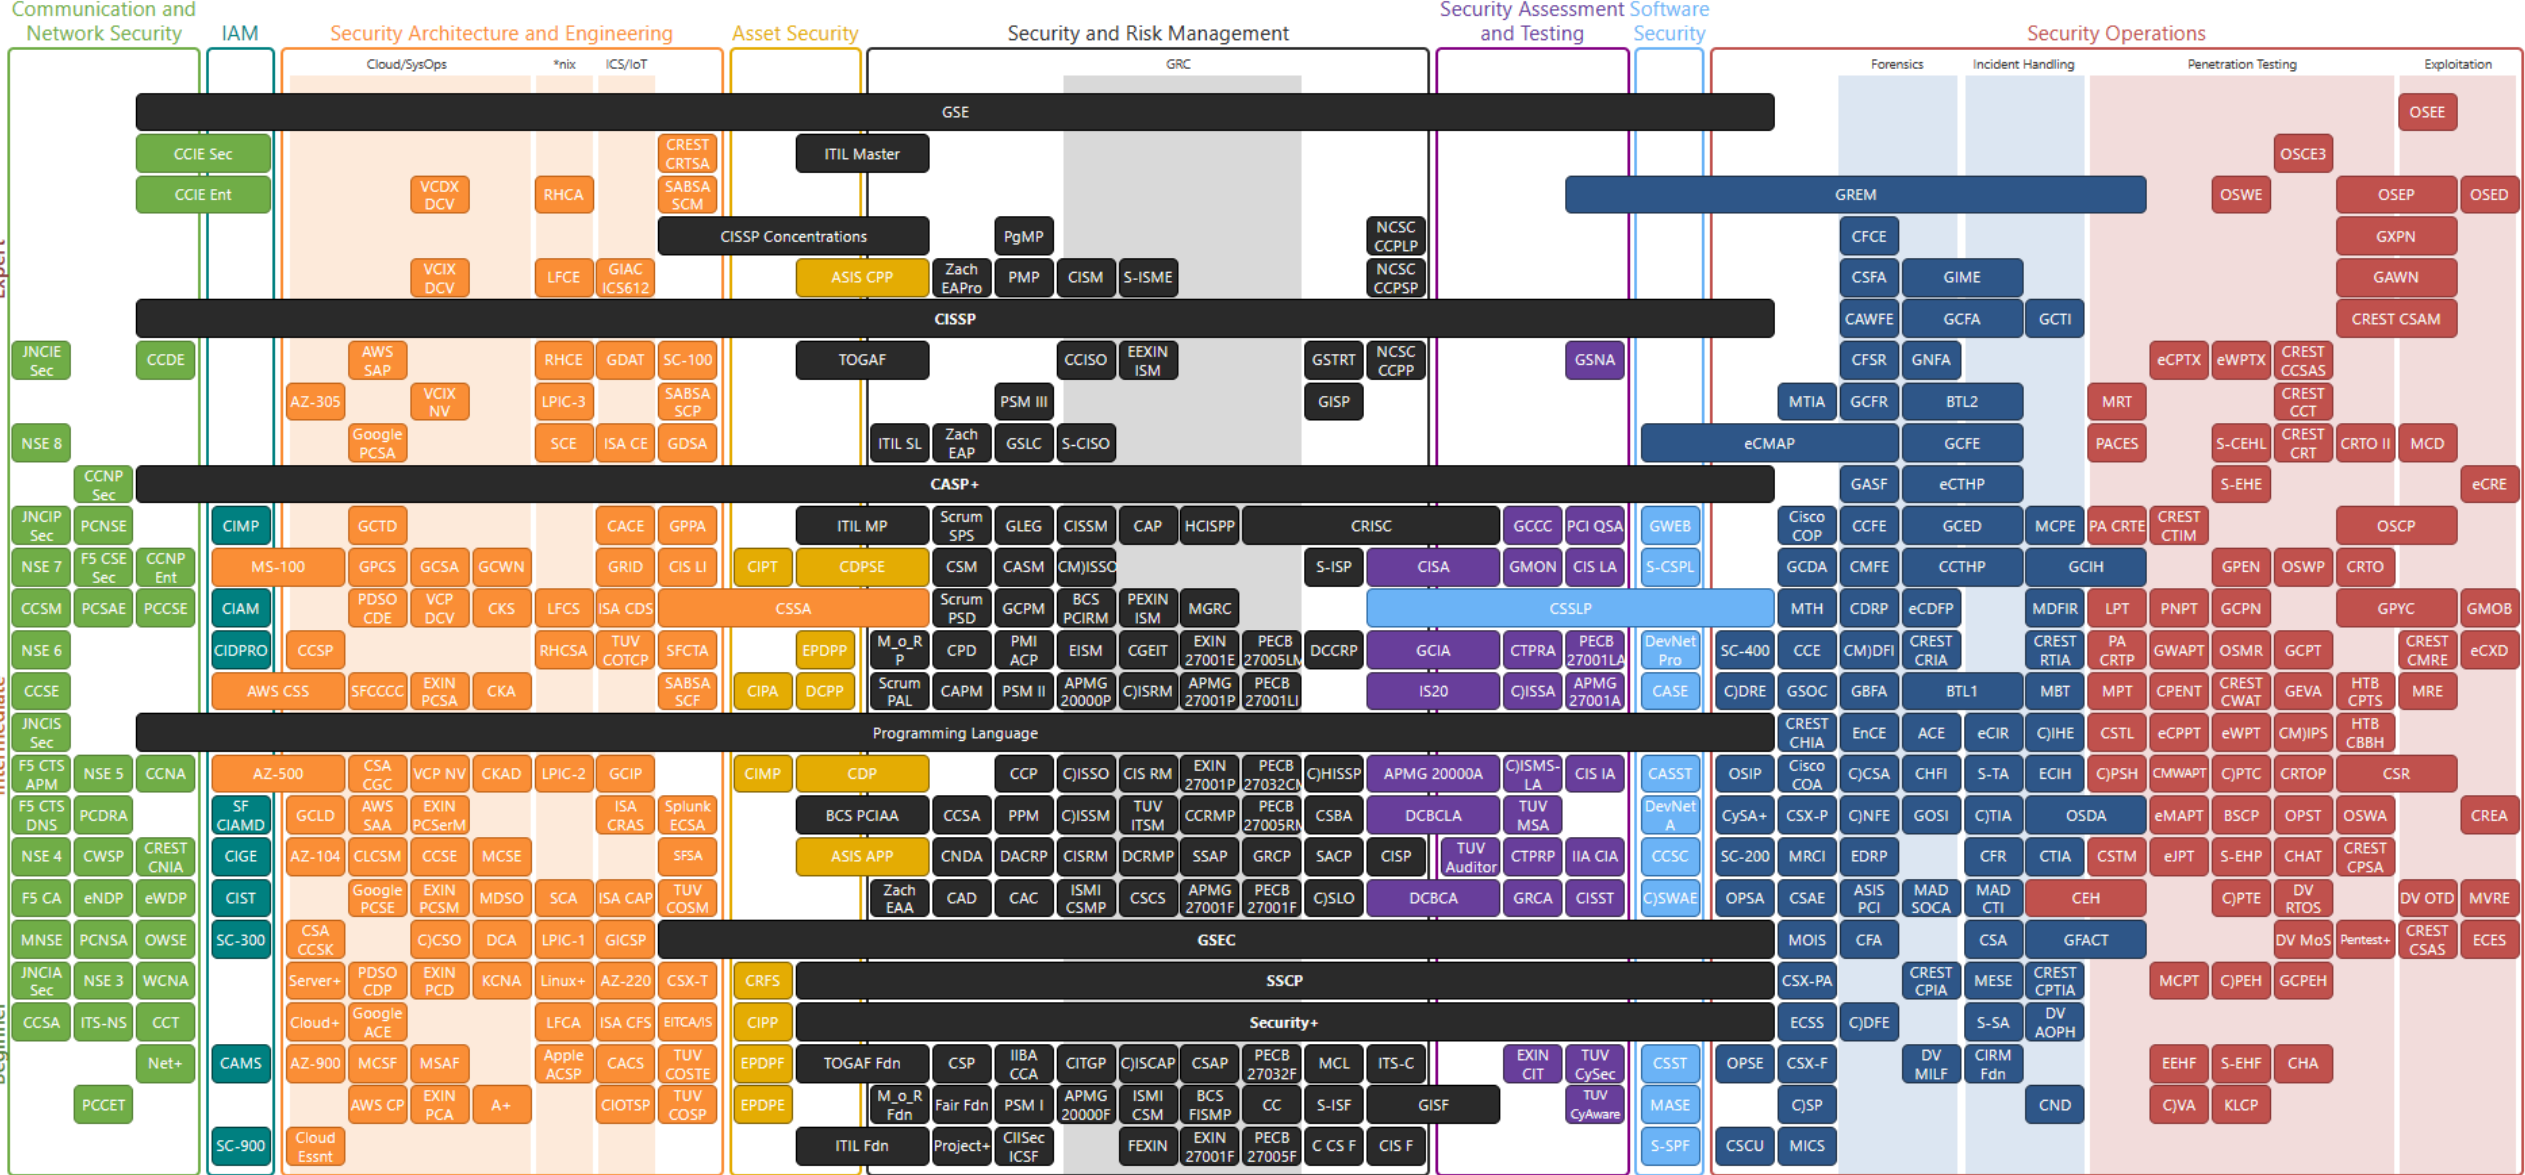 Communication and
Network Security
IAM
Security Architecture and Engineering
Asset Security
Security and Risk Management
Security Assessment
and Testing
Software
Security
Security Operations
Cloud/SysOps
*nix
ICS/IoT
GRC
Forensics
Incident Handling
Penetration Testing
Exploitation
Expert
Intermediate
Beginner
GSE
OSEE
CCIE Sec
CREST
CRTSA
ITIL Master
OSCE3
CCIE Ent
VCDX
DCV
RHCA
SABSA
SCM
GREM
OSWE
OSEP
OSED
CISSP Concentrations
PgMP
NCSC
CCPLP
CFCE
GXPN
VCIX
DCV
LFCE
GIAC
ICS612
ASIS CPP
Zach
EAPro
PMP
CISM
S-ISME
NCSC
CCPSP
CSFA
GIME
GAWN
CISSP
CAWFE
GCFA
GCTI
CREST CSAM
JNCIE
Sec
CCDE
AWS
SAP
RHCE
GDAT
SC-100
TOGAF
CCISO
EEXIN
ISM
GSTRT
NCSC
CCPP
GSNA
CFSR
GNFA
eCPTX
eWPTX
CREST
CCSAS
AZ-305
VCIX
NV
LPIC-3
SABSA
SCP
PSM III
GISP
MTIA
GCFR
BTL2
MRT
CREST
CCT
NSE 8
Google
PCSA
SCE
ISA CE
GDSA
ITIL SL
Zach
EAP
GSLC
S-CISO
eCMAP
GCFE
PACES
S-CEHL
CREST
CRT
CRTO II
MCD
CCNP
Sec
CASP+
GASF
eCTHP
S-EHE
eCRE
JNCIP
Sec
PCNSE
CIMP
GCTD
CACE
GPPA
ITIL MP
Scrum
SPS
GLEG
CISSM
CAP
HCISPP
CRISC
GCCC
PCI QSA
GWEB
Cisco
COP
CCFE
GCED
MCPE
PA CRTE
CREST
CTIM
OSCP
NSE 7
F5 CSE
Sec
CCNP
Ent
MS-100
GPCS
GCSA
GCWN
GRID
CIS LI
CIPT
CDPSE
CSM
CASM
CM)ISSO
S-ISP
CISA
GMON
CIS LA
S-CSPL
GCDA
CMFE
CCTHP
GCIH
GPEN
OSWP
CRTO
CCSM
PCSAE
PCCSE
CIAM
PDSO
CDE
VCP
DCV
CKS
LFCS
ISA CDS
CSSA
Scrum
PSD
GCPM
BCS
PCIRM
PEXIN
ISM
MGRC
CSSLP
MTH
CDRP
eCDFP
MDFIR
LPT
PNPT
GCPN
GPYC
GMOB
NSE 6
CIDPRO
CCSP
RHCSA
TUV
COTCP
SFCTA
EPDPP
M_o_R
P
CPD
PMI
ACP
EISM
CGEIT
EXIN
27001E
PECB
27005LM
DCCRP
GCIA
CTPRA
PECB
27001LA
DevNet
Pro
SC-400
CCE
CM)DFI
CREST
CRIA
CREST
RTIA
PA
CRTP
GWAPT
OSMR
GCPT
CREST
CMRE
eCXD
CCSE
AWS CSS
SFCCCC
EXIN
PCSA
CKA
SABSA
SCF
CIPA
DCPP
Scrum
PAL
CAPM
PSM II
APMG
20000P
C)ISRM
APMG
27001P
PECB
27001LI
IS20
C)ISSA
APMG
27001A
CASE
C)DRE
GSOC
GBFA
BTL1
MBT
MPT
CPENT
CREST
CWAT
GEVA
HTB
CPTS
MRE
JNCIS
Sec
Programming Language
CREST
CHIA
EnCE
ACE
eCIR
C)IHE
CSTL
eCPPT
eWPT
CM)IPS
HTB
CBBH
F5 CTS
APM
NSE 5
CCNA
AZ-500
CSA
CGC
VCP NV
CKAD
LPIC-2
GCIP
CIMP
CDP
CCP
C)ISSO
CIS RM
EXIN
27001P
PECB
27032CM
C)HISSP
APMG 20000A
C)ISMS-
LA
CIS IA
CASST
OSIP
Cisco
COA
C)CSA
CHFI
S-TA
ECIH
C)PSH
CMWAPT
C)PTC
CRTOP
CSR
F5 CTS
DNS
PCDRA
SF
CIAMD
GCLD
AWS
SAA
EXIN
PCSerM
ISA
CRAS
Splunk
ECSA
BCS PCIAA
CCSA
PPM
C)ISSM
TUV
ITSM
CCRMP
PECB
27005RM
CSBA
DCBCLA
TUV
MSA
DevNet
A
CySA+
CSX-P
C)NFE
GOSI
C)TIA
OSDA
eMAPT
BSCP
OPST
OSWA
CREA
NSE 4
CWSP
CREST
CNIA
CIGE
AZ-104
CLCSM
CCSE
MCSE
SFSA
ASIS APP
CNDA
DACRP
CISRM
DCRMP
SSAP
GRCP
SACP
CISP
TUV
Auditor
CTPRP
IIA CIA
CCSC
SC-200
MRCI
EDRP
CFR
CTIA
CSTM
eJPT
S-EHP
CHAT
CREST
CPSA
F5 CA
eNDP
eWDP
CIST
Google
PCSE
EXIN
PCSM
MDSO
SCA
ISA CAP
TUV
COSM
Zach
EAA
CAD
CAC
ISMI
CSMP
CSCS
APMG
27001F
PECB
27001F
C)SLO
DCBCA
GRCA
CISST
C)SWAE
OPSA
CSAE
ASIS
PCI
MAD
SOCA
MAD
CTI
CEH
C)PTE
DV
RTOS
DV OTD
MVRE
MNSE
PCNSA
OWSE
SC-300
CSA
CCSK
C)CSO
DCA
LPIC-1
GICSP
GSEC
MOIS
CFA
CSA
GFACT
DV MoS
Pentest+
CREST
CSAS
ECES
JNCIA
Sec
NSE 3
WCNA
Server+
PDSO
CDP
EXIN
PCD
KCNA
Linux+
AZ-220
CSX-T
CRFS
SSCP
CSX-PA
CREST
CPIA
MESE
CREST
CPTIA
MCPT
C)PEH
GCPEH
CCSA
ITS-NS
CCT
Cloud+
Google
ACE
LFCA
ISA CFS
EITCA/IS
CIPP
Security+
ECSS
C)DFE
S-SA
DV
AOPH
Net+
CAMS
AZ-900
MCSF
MSAF
Apple
ACSP
CACS
TUV
COSTE
EPDPF
TOGAF Fdn
CSP
IIBA
CCA
CITGP
C)ISCAP
CSAP
PECB
27032F
MCL
ITS-C
EXIN
CIT
TUV
CySec
CSST
OPSE
CSX-F
DV
MILF
CIRM
Fdn
EEHF
S-EHF
CHA
PCCET
AWS CP
EXIN
PCA
A+
CIOTSP
TUV
COSP
EPDPE
M_o_R
Fdn
Fair Fdn
PSM I
APMG
20000F
ISMI
CSM
BCS
FISMP
CC
S-ISF
GISF
TUV
CyAware
MASE
C)SP
CND
C)VA
KLCP
SC-900
Cloud
Essnt
ITIL Fdn
Project+
CIISec
ICSF
FEXIN
EXIN
27001F
PECB
27005F
C CS F
CIS F
S-SPF
CSCU
MICS